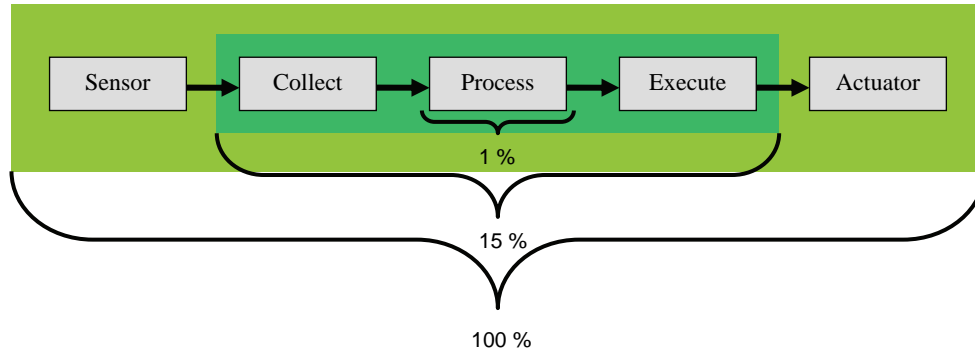 Sensor
Collect
Process
Execute
Actuator
1 %
15 %
100 %